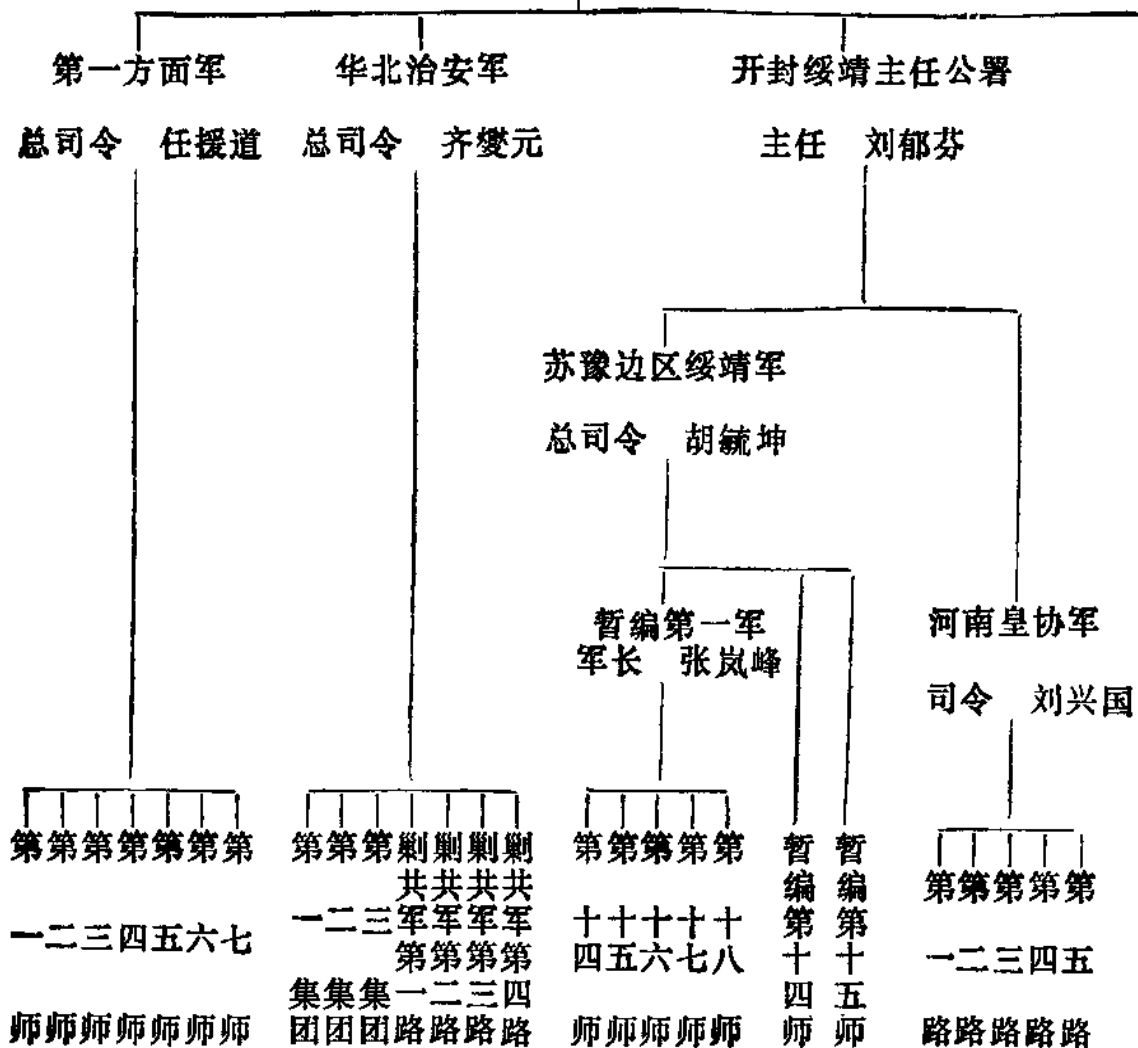 第一方面军
总司令 任援道
华北治安军
总司令 齐燮元
开封绥靖主任公署
主任 刘郁芬
苏豫边区绥靖军
总司令 胡毓坤
暂编第一军
军长 张岚峰
河南皇协军
司令 刘兴国
第一师
第二师
第三师
第四师
第五师
第六师
第七师
第一集团
第二集团
第三集团
剿共军第一路
剿共军第二路
剿共军第三路
剿共军第四路
第十四师
第十五师
第十六师
第十七师
第十八师
暂编第十四师
暂编第十五师
第一路
第二路
第三路
第四路
第五路